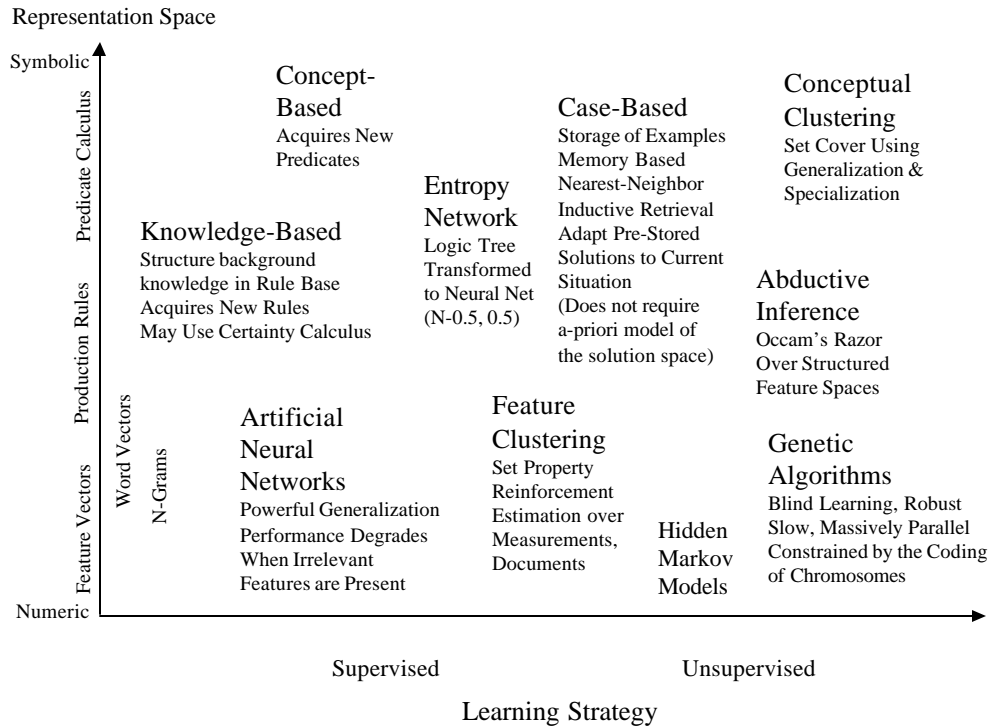 Representation Space
Symbolic
Predicate Calculus
Production Rules
Feature Vectors
Numeric
Word Vectors
N-Grams
Concept-
Based
Acquires New
Predicates
Knowledge-Based
Structure background
knowledge in Rule Base
Acquires New Rules
May Use Certainty Calculus
Entropy
Network
Logic Tree
Transformed
to Neural Net
(N-0.5, 0.5)
Case-Based
Storage of Examples
Memory Based
Nearest-Neighbor
Inductive Retrieval
Adapt Pre-Stored
Solutions to Current
Situation
(Does not require
a-priori model of
the solution space)
Conceptual
Clustering
Set Cover Using
Generalization &
Specialization
Abductive
Inference
Occam's Razor
Over Structured
Feature Spaces
Artificial
Neural
Networks
Powerful Generalization
Performance Degrades
When Irrelevant
Features are Present
Feature
Clustering
Set Property
Reinforcement
Estimation over
Measurements,
Documents
Hidden
Markov
Models
Genetic
Algorithms
Blind Learning, Robust
Slow, Massively Parallel
Constrained by the Coding
of Chromosomes
Supervised
Unsupervised
Learning Strategy